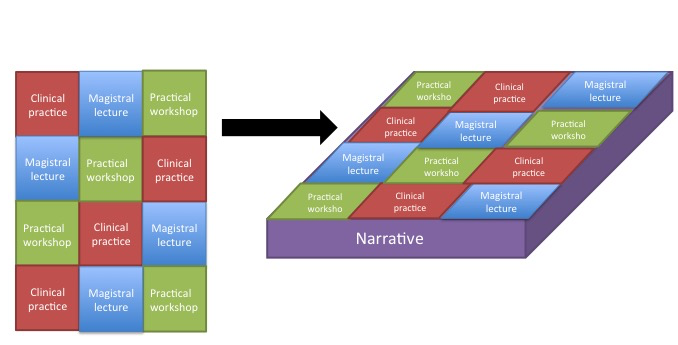 Clinical
practice
Magistral
lecture
Practical
workshop
Magistral
lecture
Practical
workshop
Clinical
practice
Practical
workshop
Clinical
practice
Magistral
lecture
Clinical
practice
Magistral
lecture
Practical
workshop
Practical
worksho
Clinical
practice
Magistral
lecture
Clinical
practice
Magistral
lecture
Practical
worksho
Magistral
lecture
Practical
worksho
Clinical
practice
Practical
worksho
Clinical
practice
Magistral
lecture
Narrative